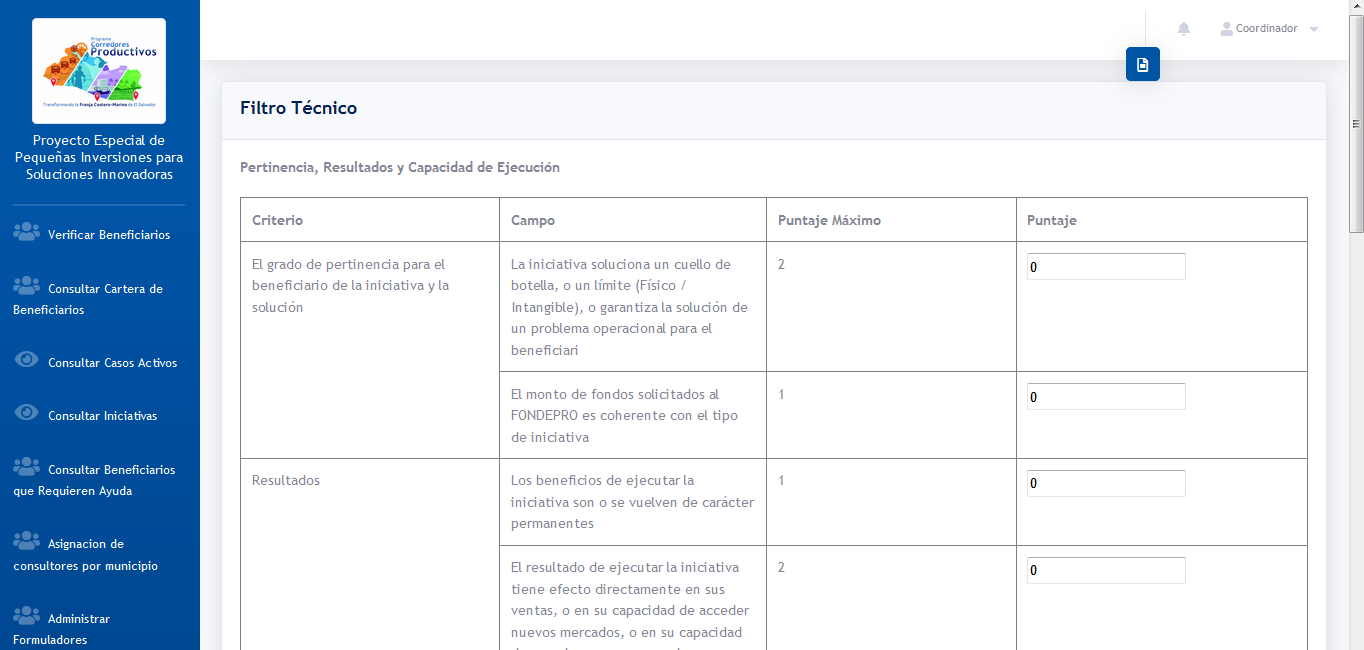 Programa
Corredores
Productivos
Transformando la Franja Costero-Marina de El Salvador
Proyecto Especial de
Pequeñas Inversiones para
Soluciones Innovadoras
Verificar Beneficiarios
Consultar Cartera de
Beneficiarios
Consultar Casos Activos
Consultar Iniciativas
Consultar Beneficiarios
que Requieren Ayuda
Asignacion de
consultores por municipio
Administrar
Formuladores
Coordinador
Filtro Técnico
Pertinencia, Resultados y Capacidad de Ejecución
Criterio
Campo
Puntaje Máximo
Puntaje
El grado de pertinencia para el
beneficiario de la iniciativa y la
solución
La iniciativa soluciona un cuello de
botella, o un límite (Físico /
Intangible), o garantiza la solución de
un problema operacional para el
beneficiari
2
0
El monto de fondos solicitados al
FONDEPRO es coherente con el tipo
de iniciativa
1
0
Resultados
Los beneficios de ejecutar la
iniciativa son o se vuelven de carácter
permanentes
1
0
El resultado de ejecutar la iniciativa
tiene efecto directamente en sus
ventas, o en su capacidad de acceder
nuevos mercados, o en su capacidad
2
0